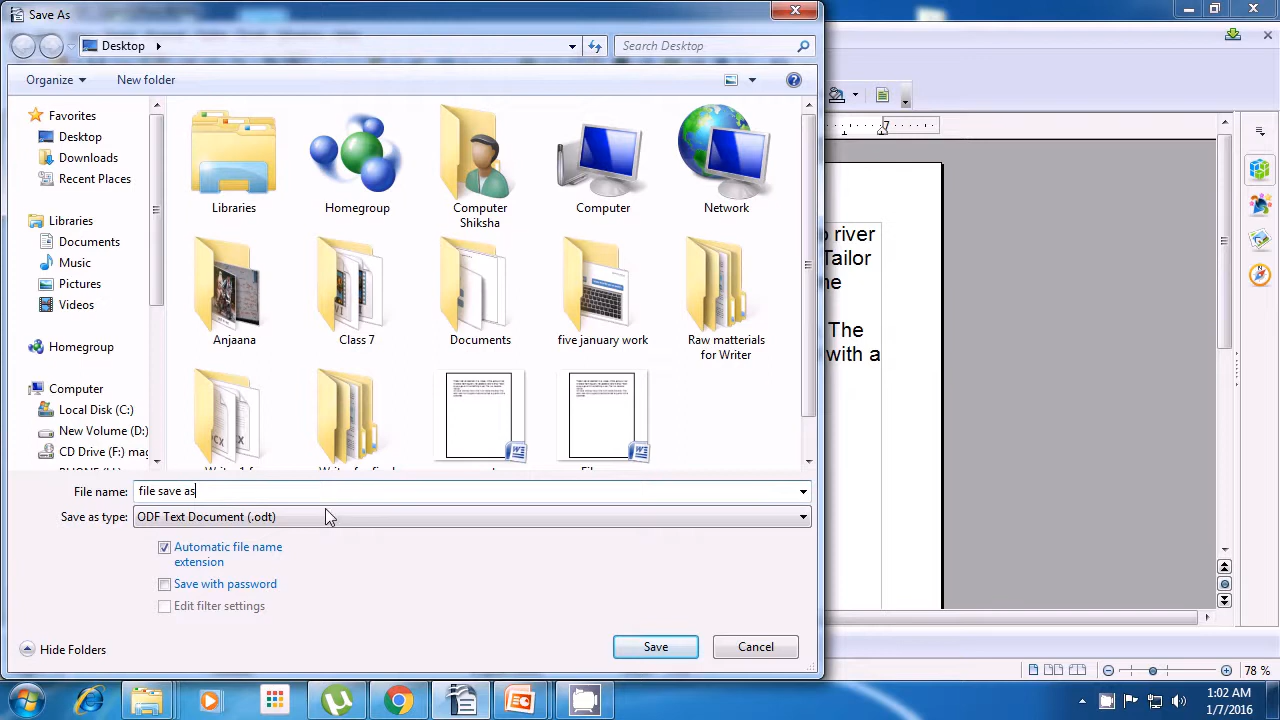 Save As
Desktop
Search Desktop
Organize
New folder
Favorites
Desktop
Downloads
Recent Places
Libraries
Documents
Music
Pictures
Videos
Homegroup
Computer
Local Disk (C:)
New Volume (D:)
CD Drive (F:) mag
Libraries
Homegroup
Computer
Shiksha
Computer
Network
Anjaana
Class 7
Documents
five january work
Raw matterials
for Writer
File name:
file save as
Save as type:
ODF Text Document (.odt)
Automatic file name
extension
Save with password
Edit filter settings
Hide Folders
Save
Cancel
river
Tailor
The
with a
78 %
1:02 AM
1/7/2016